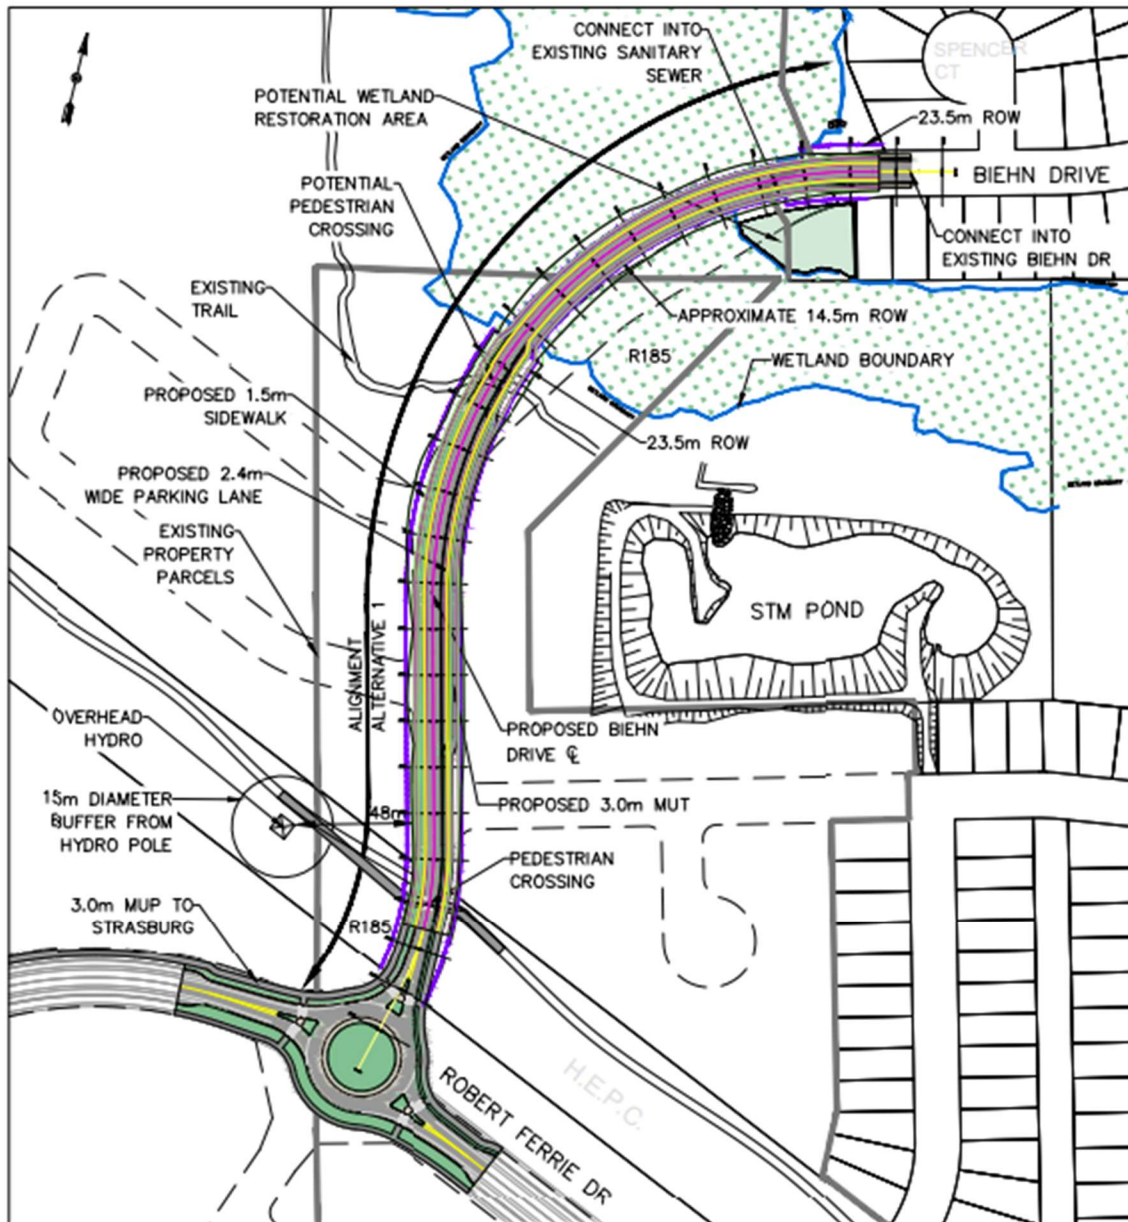 CONNECT INTO
EXISTING SANITARY
SEWER
SPENCER
CT
POTENTIAL WETLAND
RESTORATION AREA
23.5m ROW
BIEHN DRIVE
POTENTIAL
PEDESTRIAN
CROSSING
CONNECT INTO
EXISTING BIEHN DR
EXISTING
TRAIL
APPROXIMATE 14.5m ROW
R185
WETLAND BOUNDARY
PROPOSED 1.5m
SIDEWALK
23.5m ROW
PROPOSED 2.4m
WIDE PARKING LANE
EXISTING
PROPERTY
PARCELS
STM POND
ALIGNMENT
ALTERNATIVE 1
OVERHEAD
HYDRO
PROPOSED BIEHN
DRIVE ℄
15m DIAMETER
BUFFER FROM
HYDRO POLE
48m
PROPOSED 3.0m MUT
PEDESTRIAN
CROSSING
3.0m MUP TO
STRASBURG
R185
H.E.P.C.
ROBERT FERRIE DR